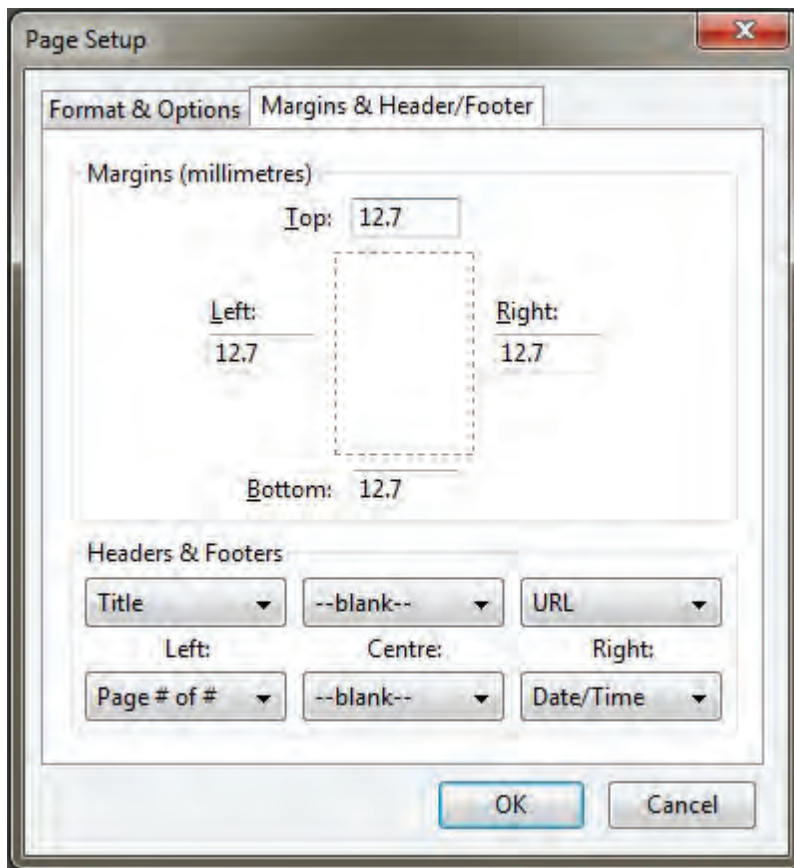 Page Setup
Format & Options Margins & Header/Footer
Margins (millimetres)
Top: 12.7
Left: Right:
12.7 12.7
Bottom: 12.7
Headers & Footers
Title --blank-- URL
Left: Centre: Right:
Page # of # --blank-- Date/Time
OK Cancel